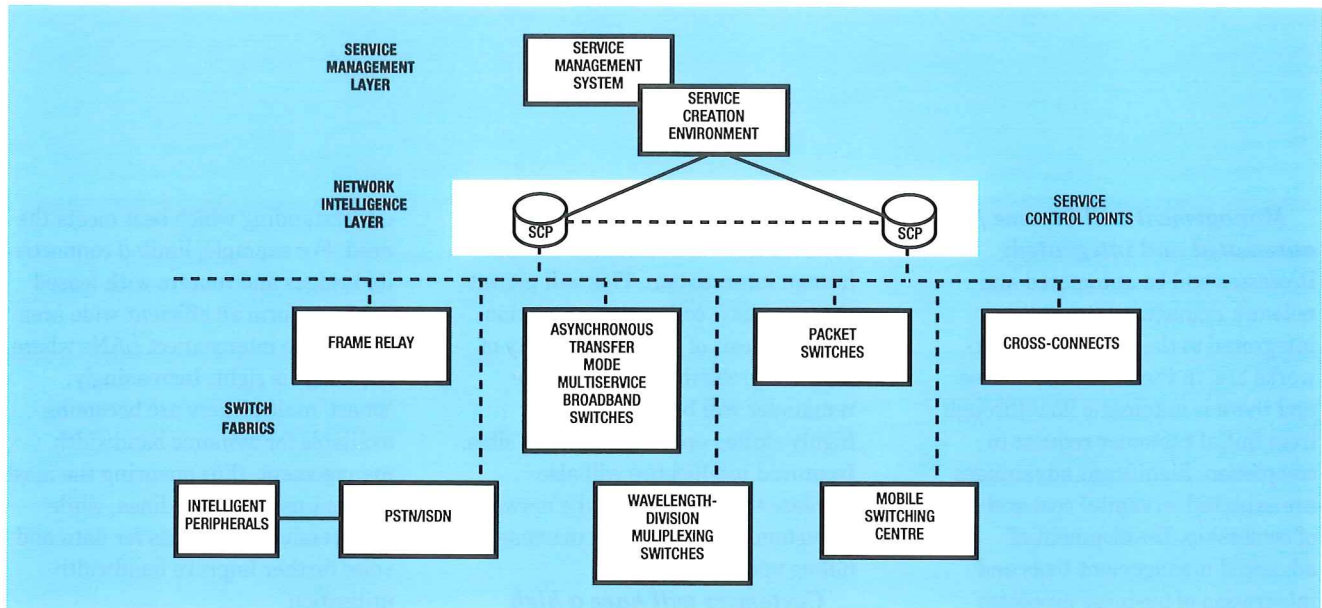 SERVICE
MANAGEMENT
LAYER
SERVICE
MANAGEMENT
SYSTEM
SERVICE
CREATION
ENVIRONMENT
NETWORK
INTELLIGENCE
LAYER
SCP
SCP
SERVICE
CONTROL POINTS
FRAME RELAY
ASYNCHRONOUS
TRANSFER
MODE
MULTISERVICE
BROADBAND
SWITCHES
PACKET
SWITCHES
CROSS-CONNECTS
SWITCH
FABRICS
INTELLIGENT
PERIPHERALS
PSTN/ISDN
WAVELENGTH-
DIVISION
MULIPLEXING
SWITCHES
MOBILE
SWITCHING
CENTRE